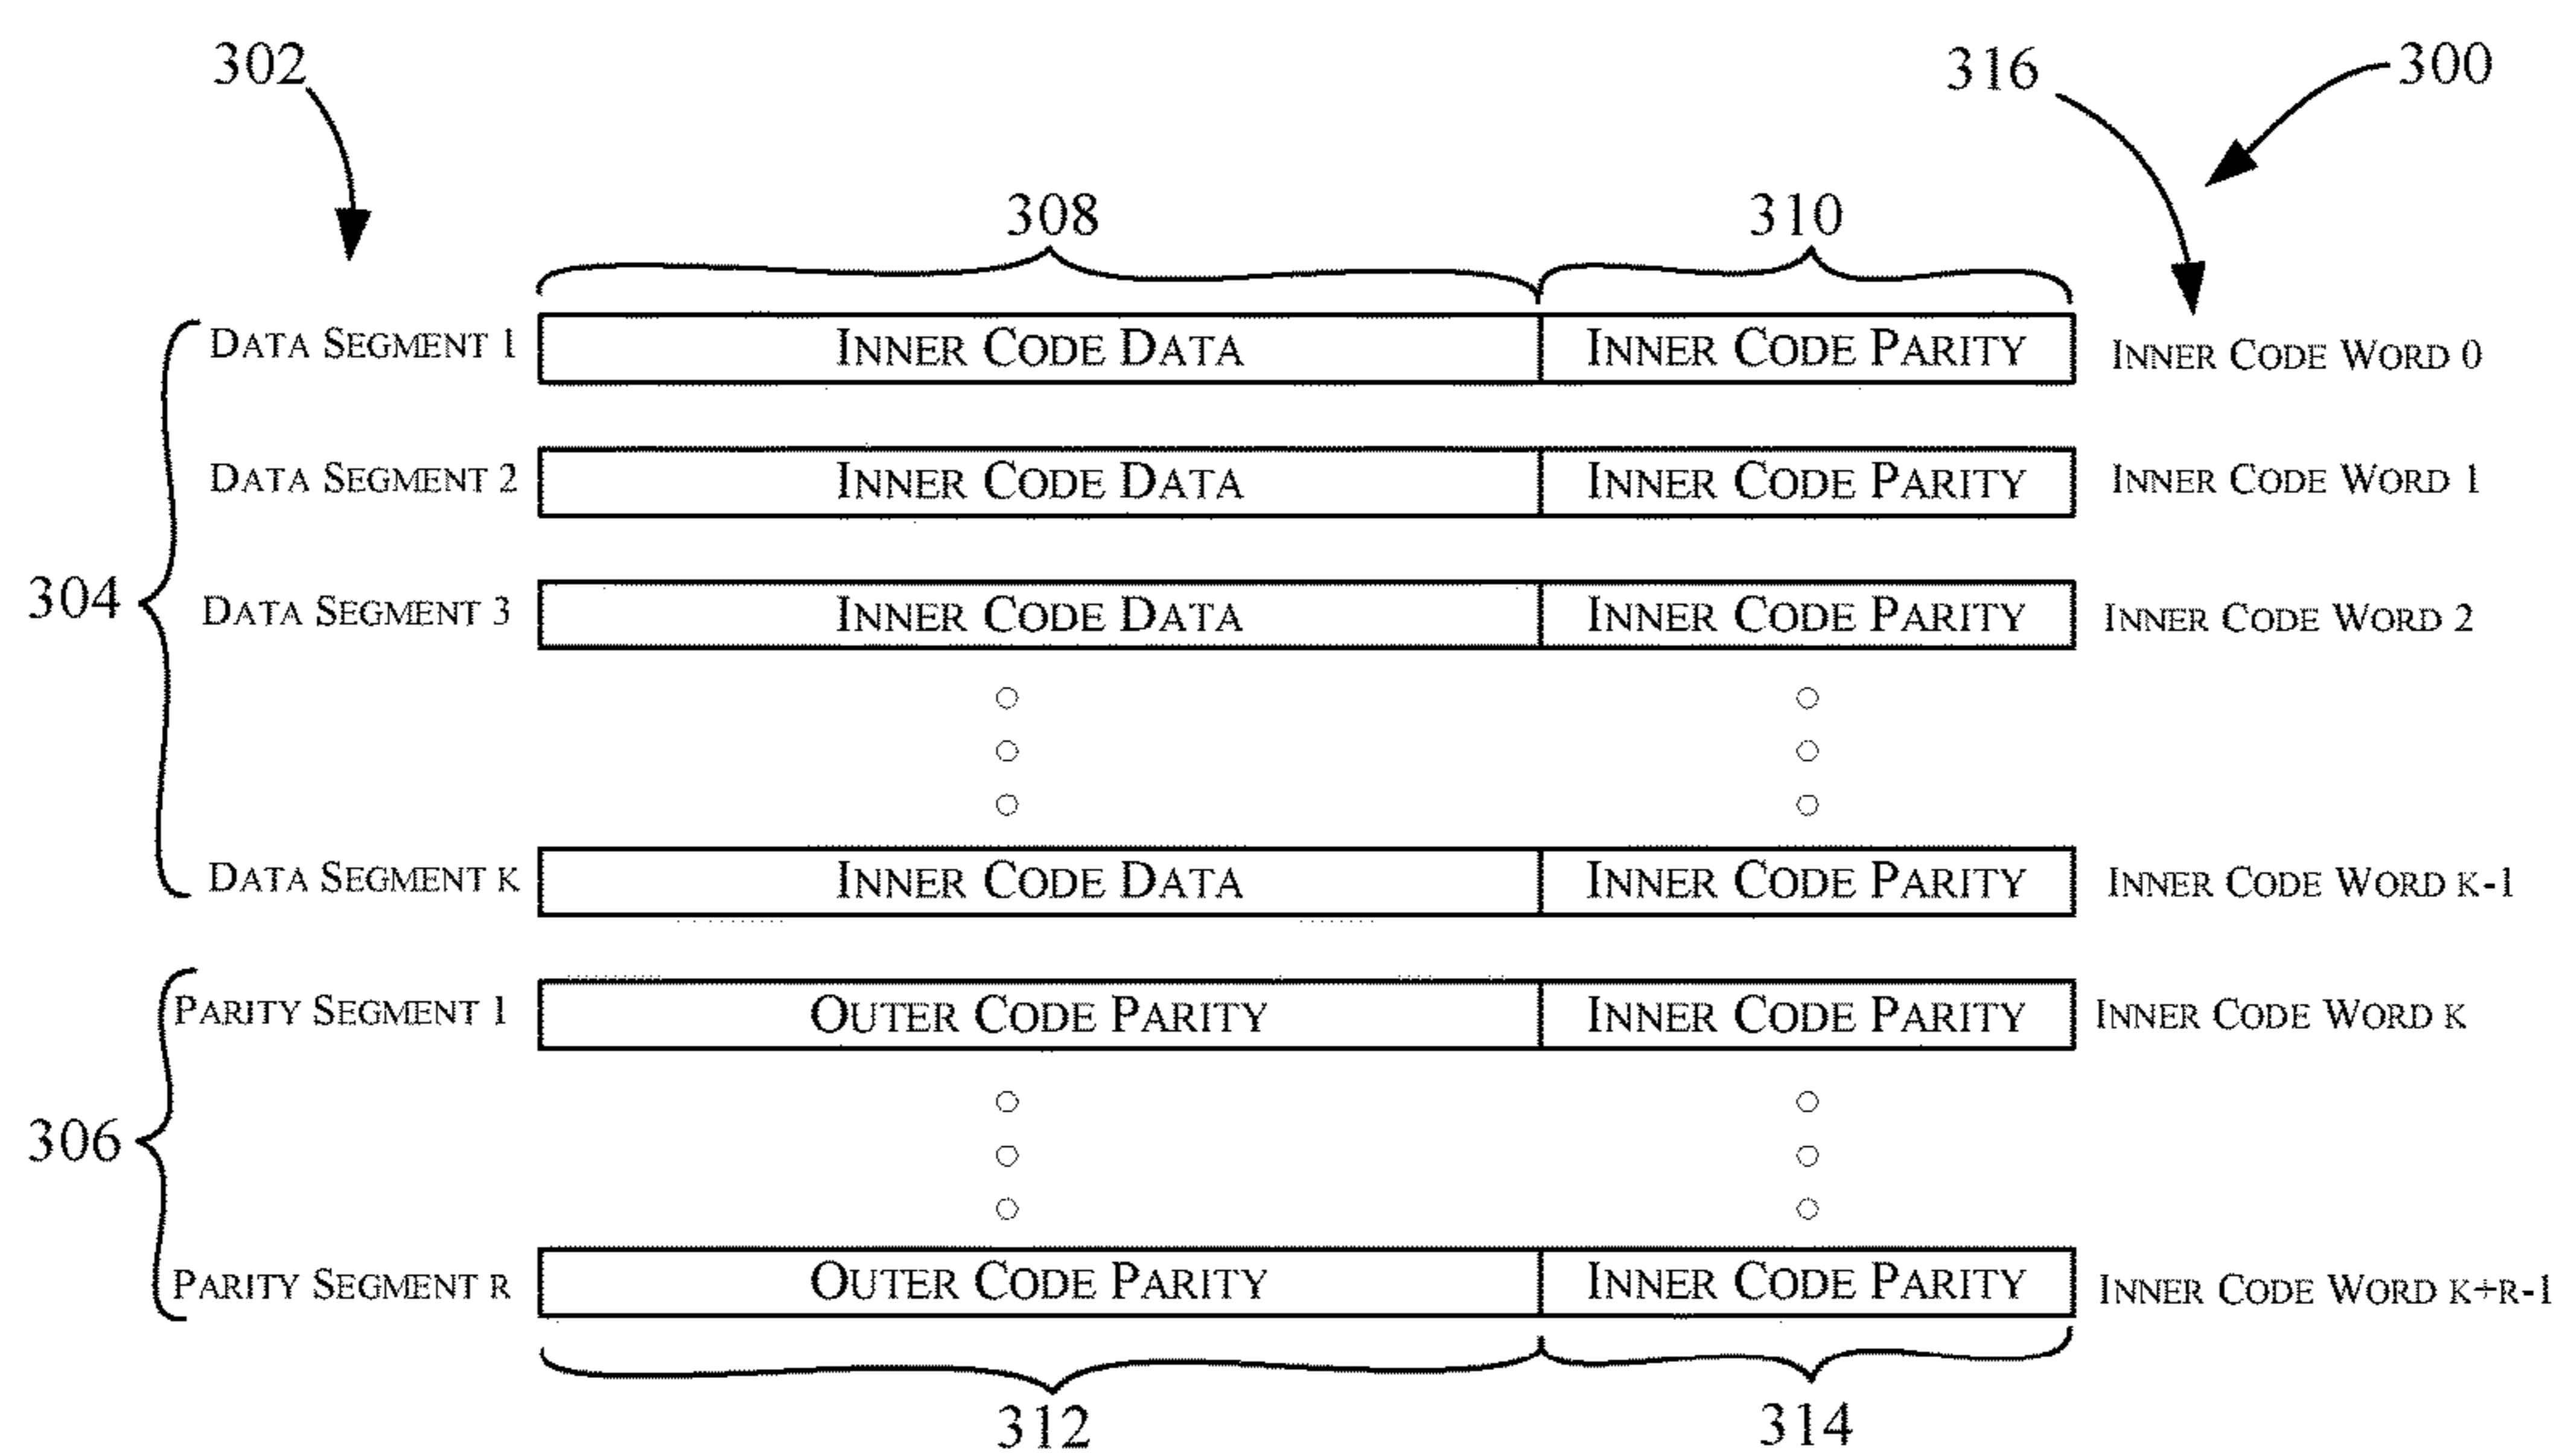 302 316 300
308 310
DATA SEGMENT 1 INNER CODE DATA INNER CODE PARITY INNER CODE WORD 0
DATA SEGMENT 2 INNER CODE DATA INNER CODE PARITY INNER CODE WORD 1
304 DATA SEGMENT 3 INNER CODE DATA INNER CODE PARITY INNER CODE WORD 2
DATA SEGMENT K INNER CODE DATA INNER CODE PARITY INNER CODE WORD K-1
PARITY SEGMENT 1 OUTER CODE PARITY INNER CODE PARITY INNER CODE WORD K
306
PARITY SEGMENT R OUTER CODE PARITY INNER CODE PARITY INNER CODE WORD K+R-1
312 314